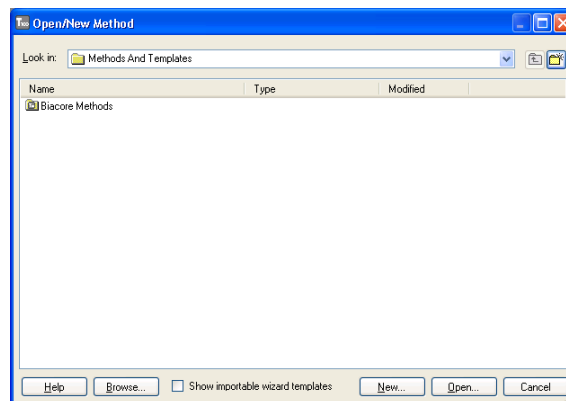 T100 Open/New Method
Look in: Methods And Templates
Name Type Modified
Biacore Methods
Help Browse... Show importable wizard templates New... Open... Cancel